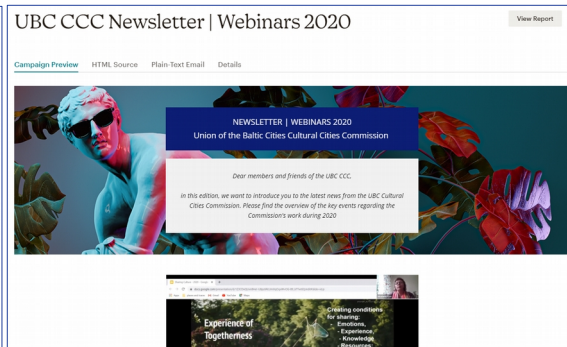 UBC CCC Newsletter | Webinars 2020
View Report
Campaign Preview HTML Source Plain-Text Email Details
NEWSLETTER | WEBINARS 2020
Union of the Baltic Cities Cultural Cities Commission
Dear members and friends of the UBC CCC,
in this edition, we want to introduce you to the latest news from the UBC Cultural
Cities Commission. Please find the overview of the key events regarding the
Commission's work during 2020
Experience of
Togetherness
Creating conditions
for sharing:
- Emotions,
- Experience,
- Knowledge
- Resources;